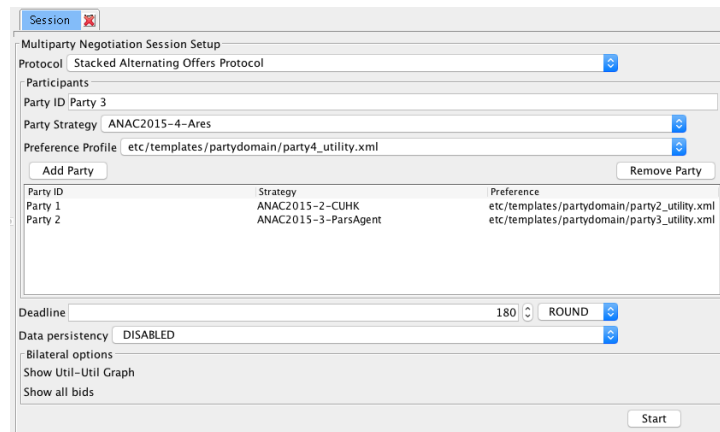 Session
Multiparty Negotiation Session Setup
Protocol Stacked Alternating Offers Protocol
Participants
Party ID Party 3
Party Strategy ANAC2015-4-Ares
Preference Profile etc/templates/partydomain/party4_utility.xml
Add Party Remove Party
Party ID Strategy Preference
Party 1 ANAC2015-2-CUHK etc/templates/partydomain/party2_utility.xml
Party 2 ANAC2015-3-ParsAgent etc/templates/partydomain/party3_utility.xml
Deadline 180 ROUND
Data persistency DISABLED
Bilateral options
Show Util-Util Graph
Show all bids
Start